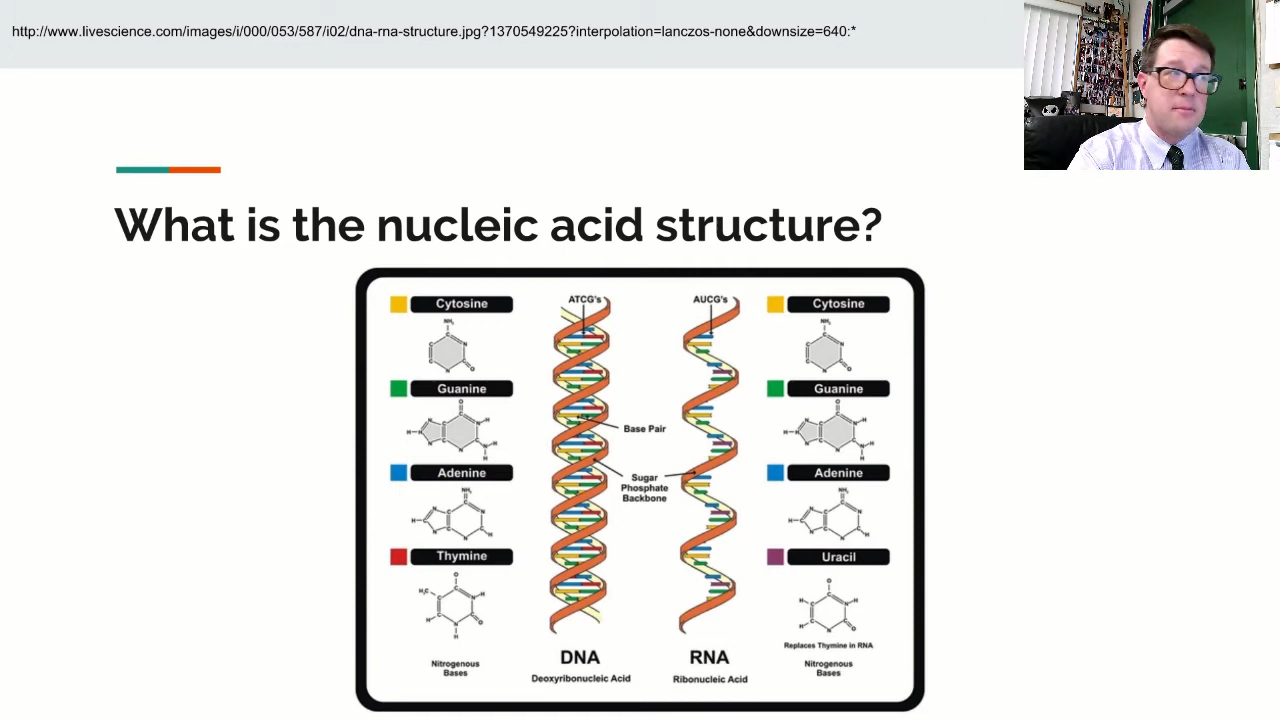 http://www.livescience.com/images/i/000/053/587/i02/dna-rna-structure.jpg?1370549225?interpolation=lanczos-none&downsize=640:*
What is the nucleic acid structure?
Cytosine
ATCG's
AUCG's
Cytosine
Guanine
Guanine
Base Pair
Adenine
Adenine
Sugar
Phosphate
Backbone
Thymine
Uracil
Replaces Thymine in RNA
Nitrogenous
Bases
DNA
Deoxyribonucleic Acid
RNA
Ribonucleic Acid
Nitrogenous
Bases